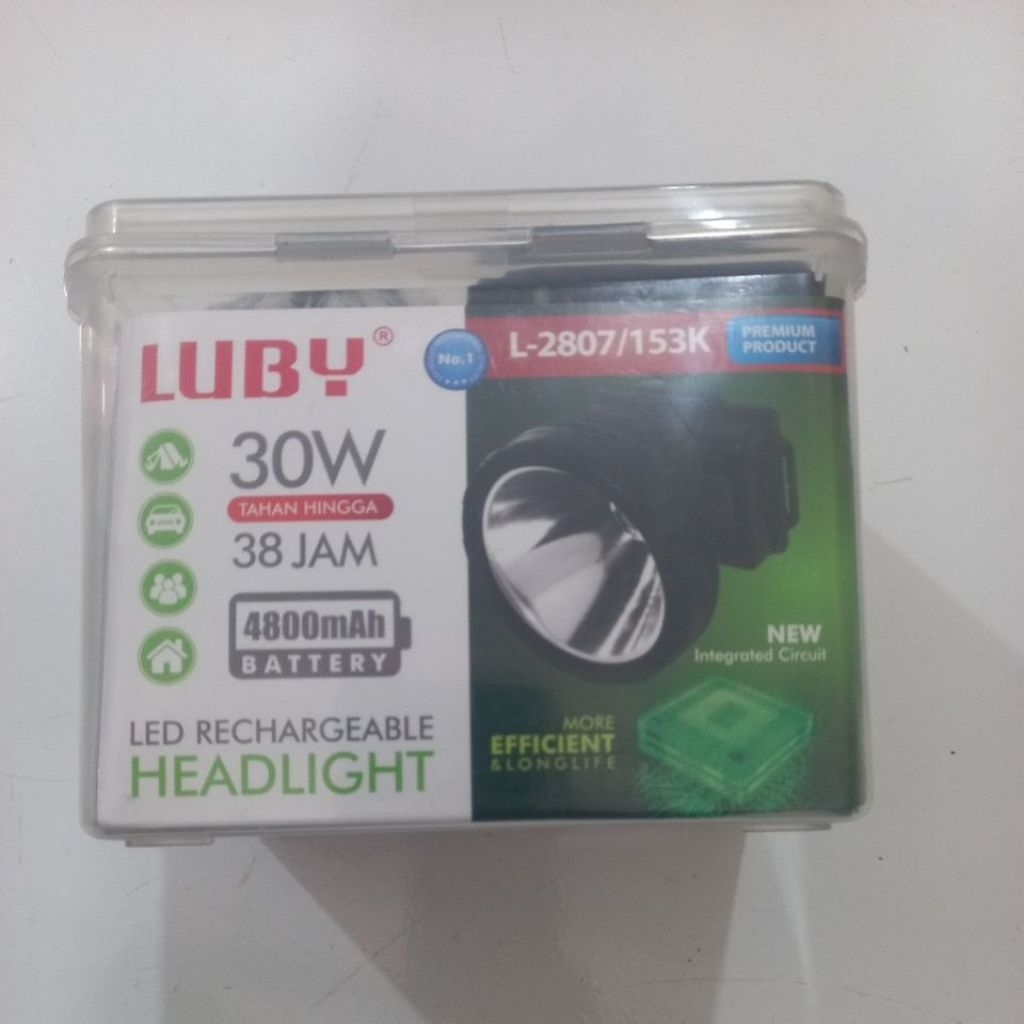 LUBY®
No.1
L-2807/153K
PREMIUM
PRODUCT
30W
TAHAN HINGGA
38 JAM
4800mAh
BATTERY
LED RECHARGEABLE
HEADLIGHT
NEW
Integrated Circuit
MORE
EFFICIENT
& LONGLIFE